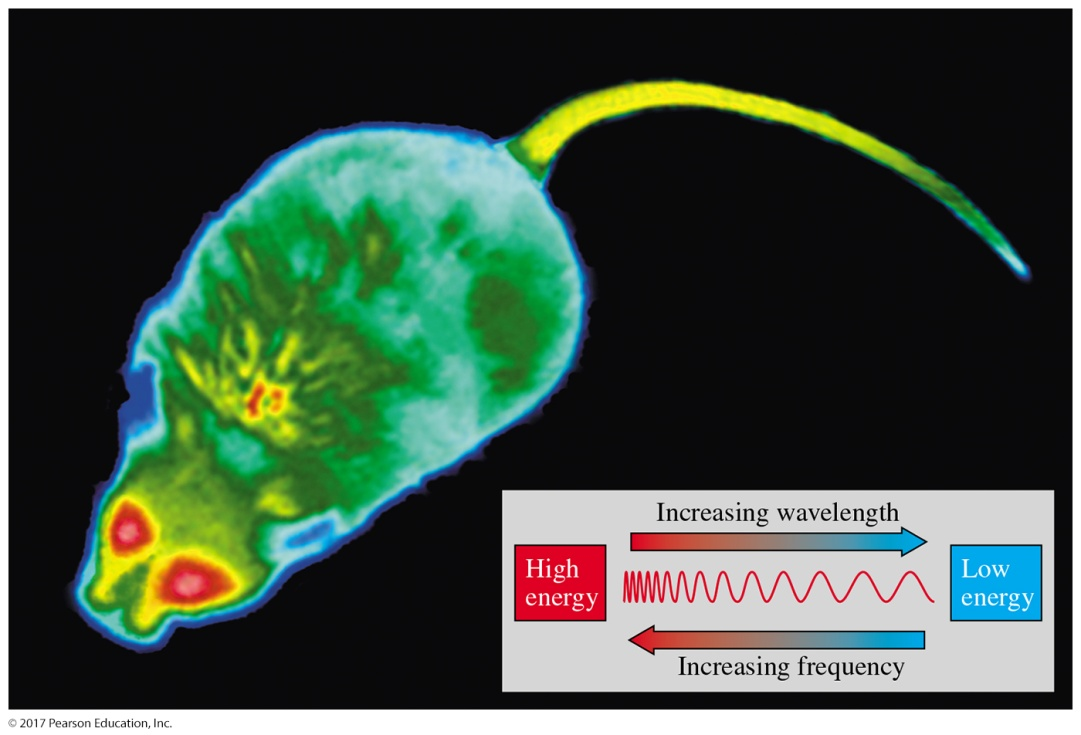 Increasing wavelength
High
energy
Low
energy
Increasing frequency
© 2017 Pearson Education, Inc.